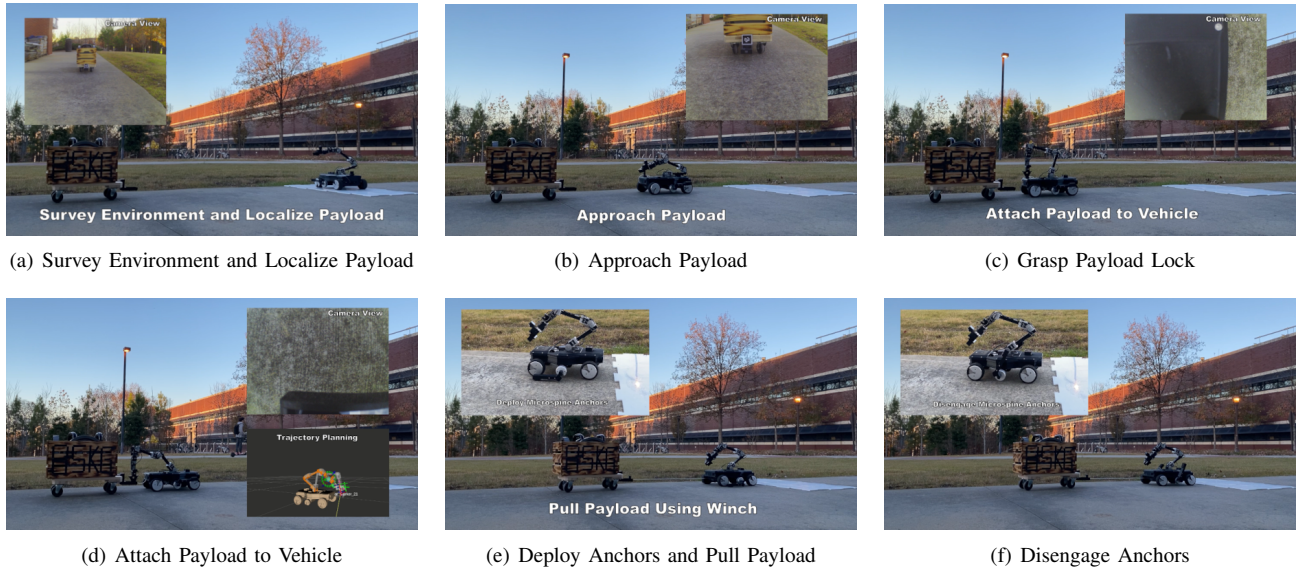 Camera View
Survey Environment and Localize Payload
(a) Survey Environment and Localize Payload
Camera View
Approach Payload
(b) Approach Payload
Camera View
Attach Payload to Vehicle
(c) Grasp Payload Lock
Camera View
Trajectory Planning
(d) Attach Payload to Vehicle
Deploy Microspine Anchors
Pull Payload Using Winch
(e) Deploy Anchors and Pull Payload
Disengage Microspine Anchors
(f) Disengage Anchors